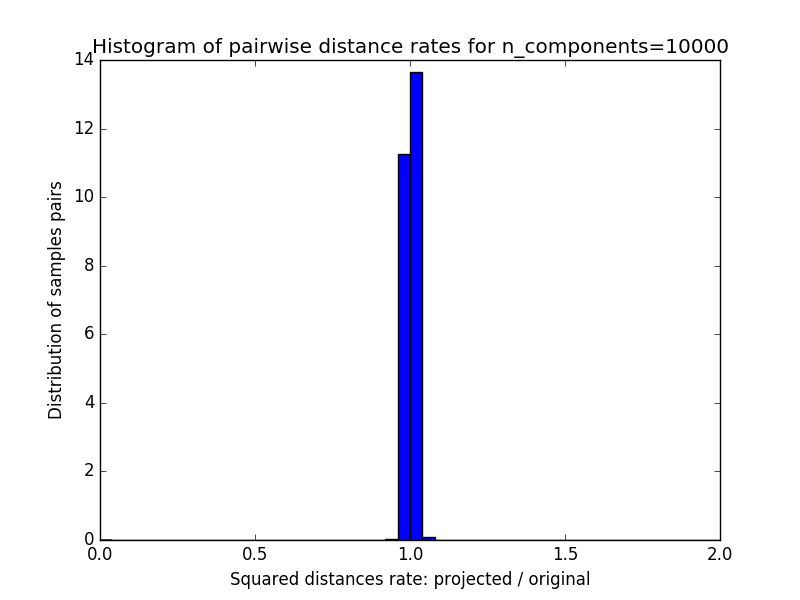 Histogram of pairwise distance rates for n_components=10000
14
12
10
8
6
4
2
0
Distribution of samples pairs
0.0 0.5 1.0 1.5 2.0
Squared distances rate: projected / original